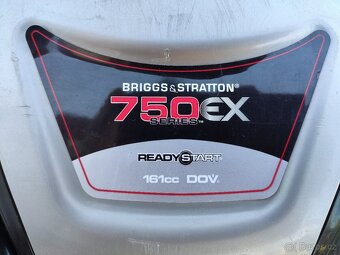 BRIGGS & STRATTON®
750EX
SERIES™
READYSTART®
161cc DOV®